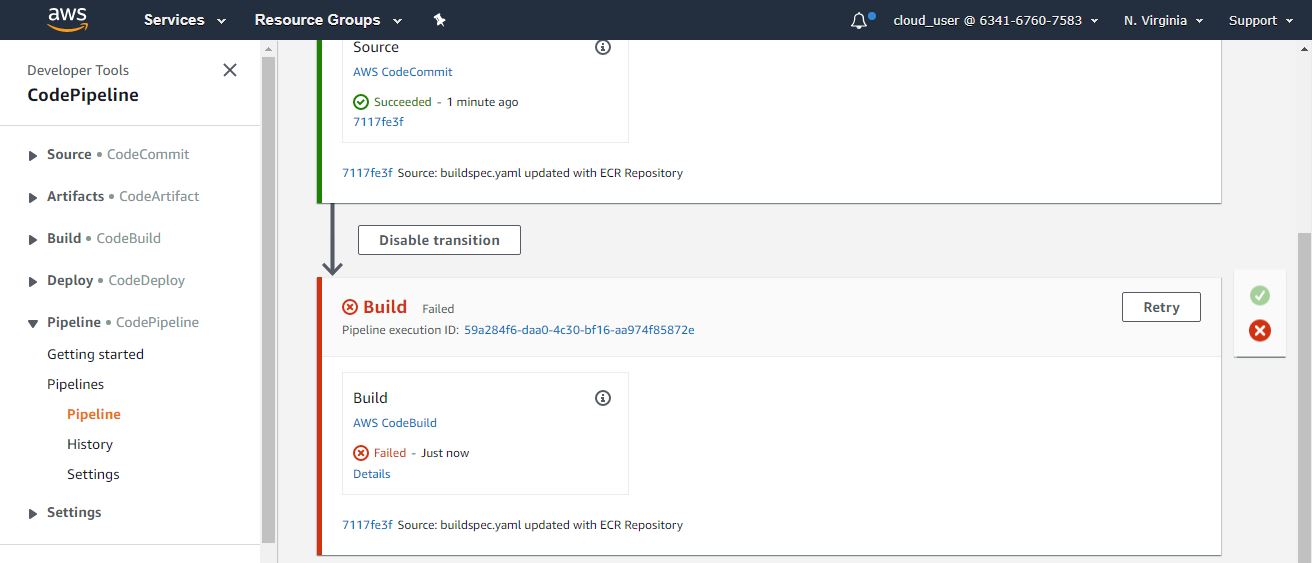 aws Services Resource Groups cloud_user @ 6341-6760-7583 N. Virginia Support
Developer Tools
CodePipeline
Source • CodeCommit
Artifacts • CodeArtifact
Build • CodeBuild
Deploy • CodeDeploy
Pipeline • CodePipeline
Getting started
Pipelines
Pipeline
History
Settings
Settings
Source
AWS CodeCommit
Succeeded - 1 minute ago
7117fe3f
7117fe3f Source: buildspec.yaml updated with ECR Repository
Disable transition
Build Failed
Retry
Pipeline execution ID: 59a284f6-daa0-4c30-bf16-aa974f85872e
Build
AWS CodeBuild
Failed - Just now
Details
7117fe3f Source: buildspec.yaml updated with ECR Repository